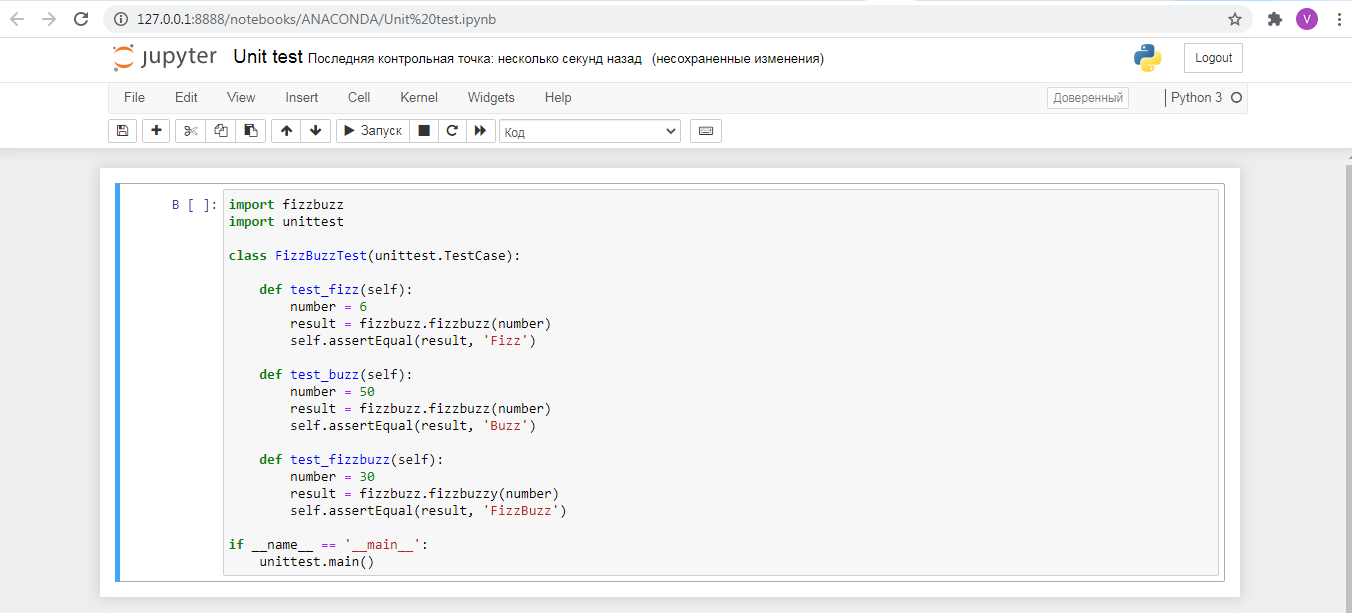 127.0.0.1:8888/notebooks/ANACONDA/Unit%20test.ipynb
V
jupyter Unit test Последняя контрольная точка: несколько секунд назад (несохраненные изменения)
Logout
File Edit View Insert Cell Kernel Widgets Help
Доверенный
Python 3
Запуск
Код
В [ ]:
import fizzbuzz
import unittest
class FizzBuzzTest(unittest.TestCase):
def test_fizz(self):
number = 6
result = fizzbuzz.fizzbuzz(number)
self.assertEqual(result, 'Fizz')
def test_buzz(self):
number = 50
result = fizzbuzz.fizzbuzz(number)
self.assertEqual(result, 'Buzz')
def test_fizzbuzz(self):
number = 30
result = fizzbuzz.fizzbuzzy(number)
self.assertEqual(result, 'FizzBuzz')
if __name__ == '__main__':
unittest.main()